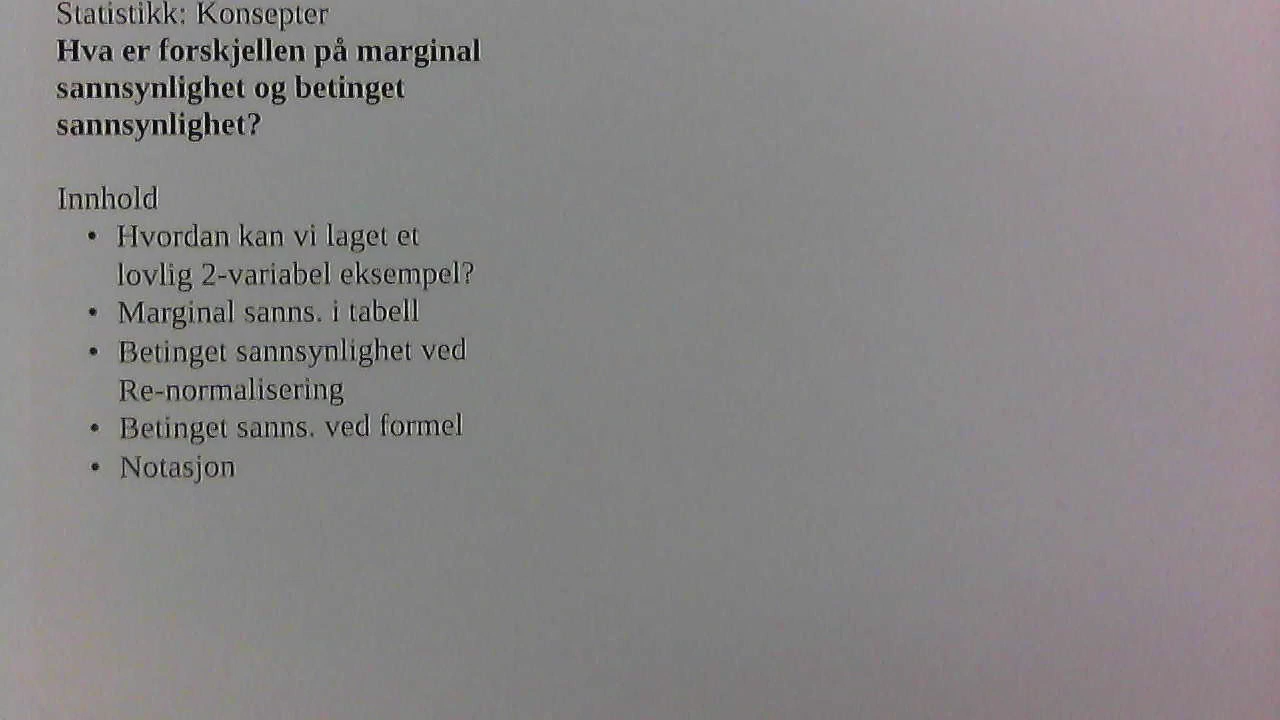 Statistikk: Konsepter
Hva er forskjellen på marginal
sannsynlighet og betinget
sannsynlighet?
Innhold
• Hvordan kan vi laget et
lovlig 2-variabel eksempel?
• Marginal sanns. i tabell
• Betinget sannsynlighet ved
Re-normalisering
• Betinget sanns. ved formel
• Notasjon